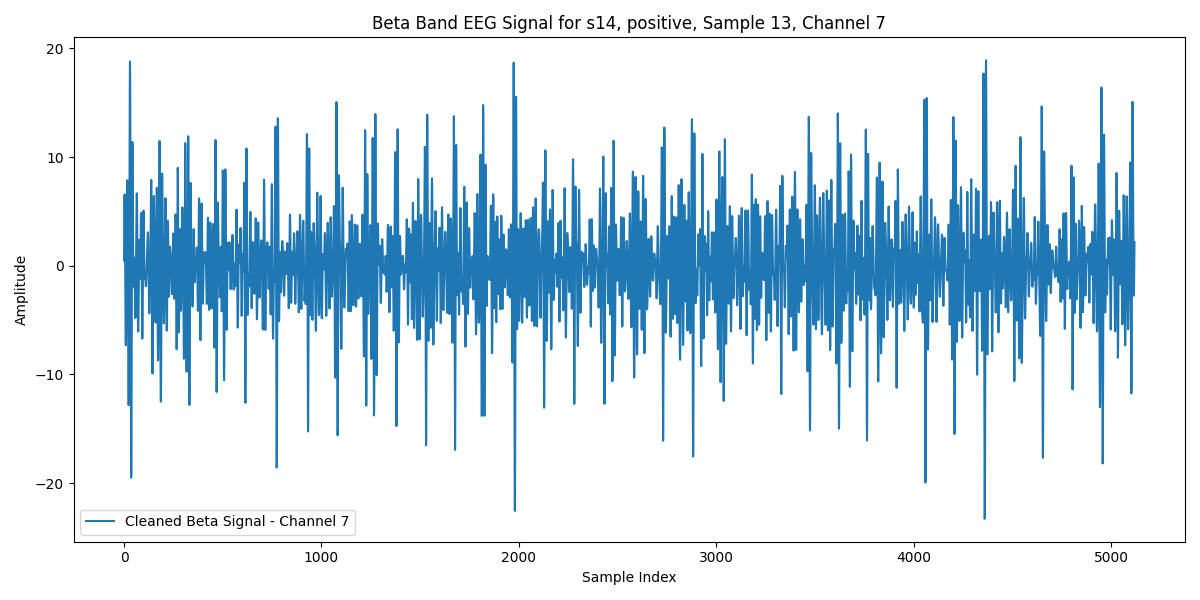 Beta Band EEG Signal for s14, positive, Sample 13, Channel 7
20
10
0
−10
−20
Amplitude
Cleaned Beta Signal - Channel 7
0 1000 2000 3000 4000 5000
Sample Index